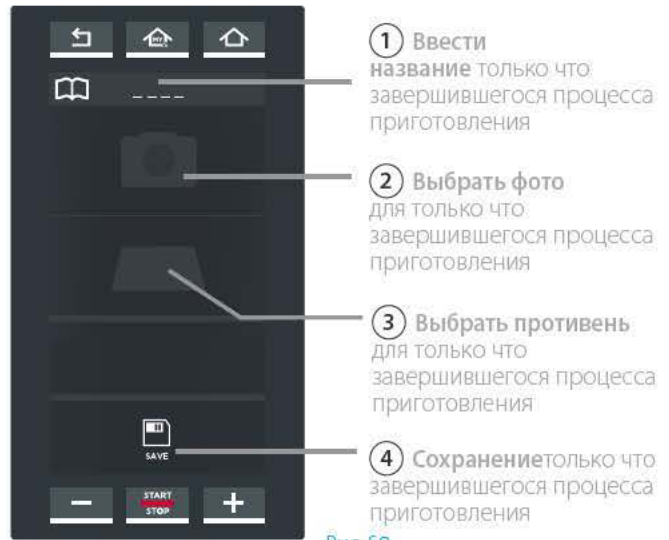 MY
_ _ _ _
SAVE
START
STOP
1 Ввести
название только что
завершившегося процесса
приготовления
2 Выбрать фото
для только что
завершившегося процесса
приготовления
3 Выбрать противень
для только что
завершившегося процесса
приготовления
4 Сохранениетолько что
завершившегося процесса
приготовления